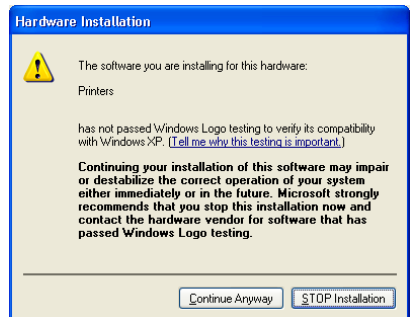 Hardware Installation
The software you are installing for this hardware:
Printers
has not passed Windows Logo testing to verify its compatibility
with Windows XP. (Tell me why this testing is important.)
Continuing your installation of this software may impair
or destabilize the correct operation of your system
either immediately or in the future. Microsoft strongly
recommends that you stop this installation now and
contact the hardware vendor for software that has
passed Windows Logo testing.
Continue Anyway
STOP Installation